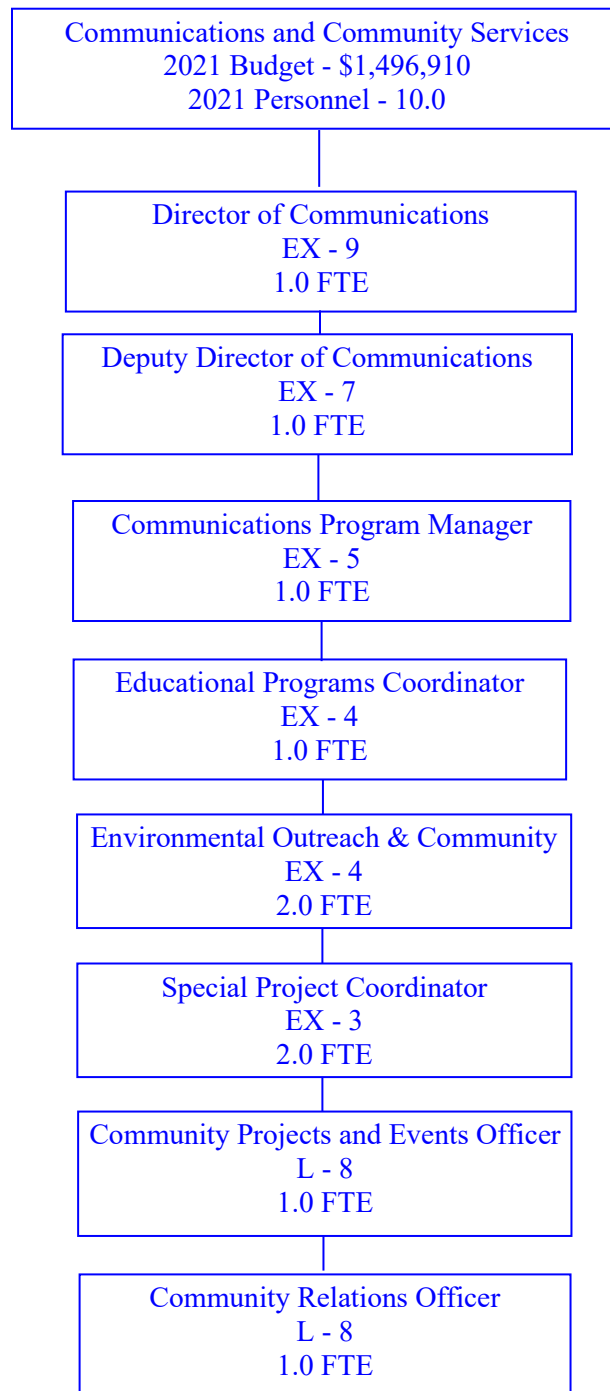 Communications and Community Services
2021 Budget - $1,496,910
2021 Personnel - 10.0
Director of Communications
EX - 9
1.0 FTE
Deputy Director of Communications
EX - 7
1.0 FTE
Communications Program Manager
EX - 5
1.0 FTE
Educational Programs Coordinator
EX - 4
1.0 FTE
Environmental Outreach & Community
EX - 4
2.0 FTE
Special Project Coordinator
EX - 3
2.0 FTE
Community Projects and Events Officer
L - 8
1.0 FTE
Community Relations Officer
L - 8
1.0 FTE